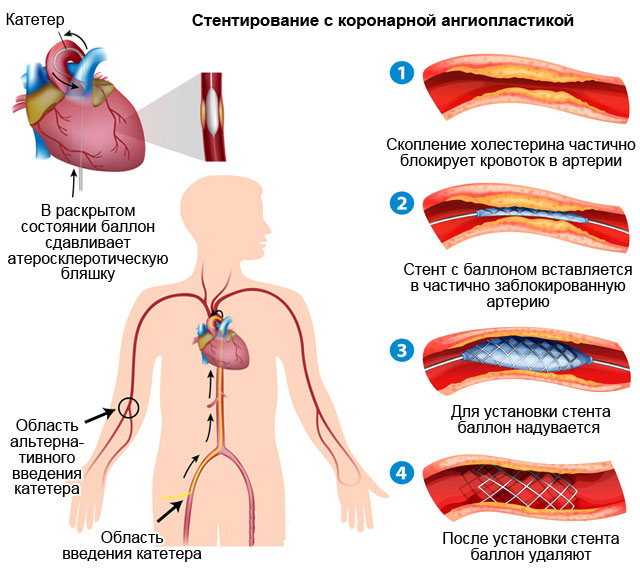 Катетер
Стентирование с коронарной ангиопластикой
В раскрытом
состоянии баллон
сдавливает
атеросклеротическую
бляшку
Область
альтерна-
тивного
введения
катетера
Область
введения катетера
1
Скопление холестерина частично
блокирует кровоток в артерии
2
Стент с баллоном вставляется
в частично заблокированную
артерию
3
Для установки стента
баллон надувается
4
После установки стента
баллон удаляют